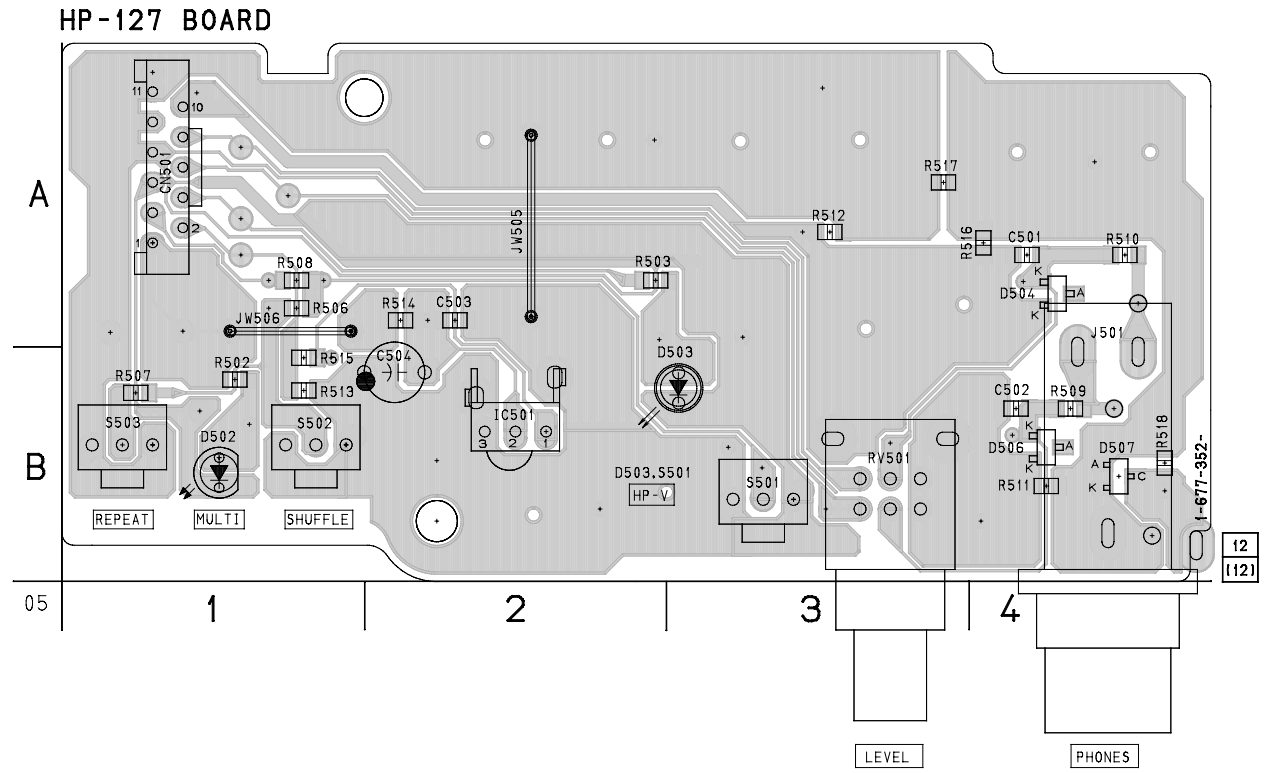 HP-127 BOARD
11
10
CN501
A
R517
JW505
R512
2
1
R516
C501
R510
R508
R503
K
D504
A
K
R506
R514
C503
JW506
J501
R515
C504
D503
R502
R507
R513
C502
R509
S503
S502
IC501
D502
3
2
1
K
D506
A
K
D507
R518
B
RV501
A
C
D503,S501
S501
HP-V
R511
K
1-677-352-
REPEAT
MULTI
SHUFFLE
12
(12)
05
1
2
3
4
LEVEL
PHONES